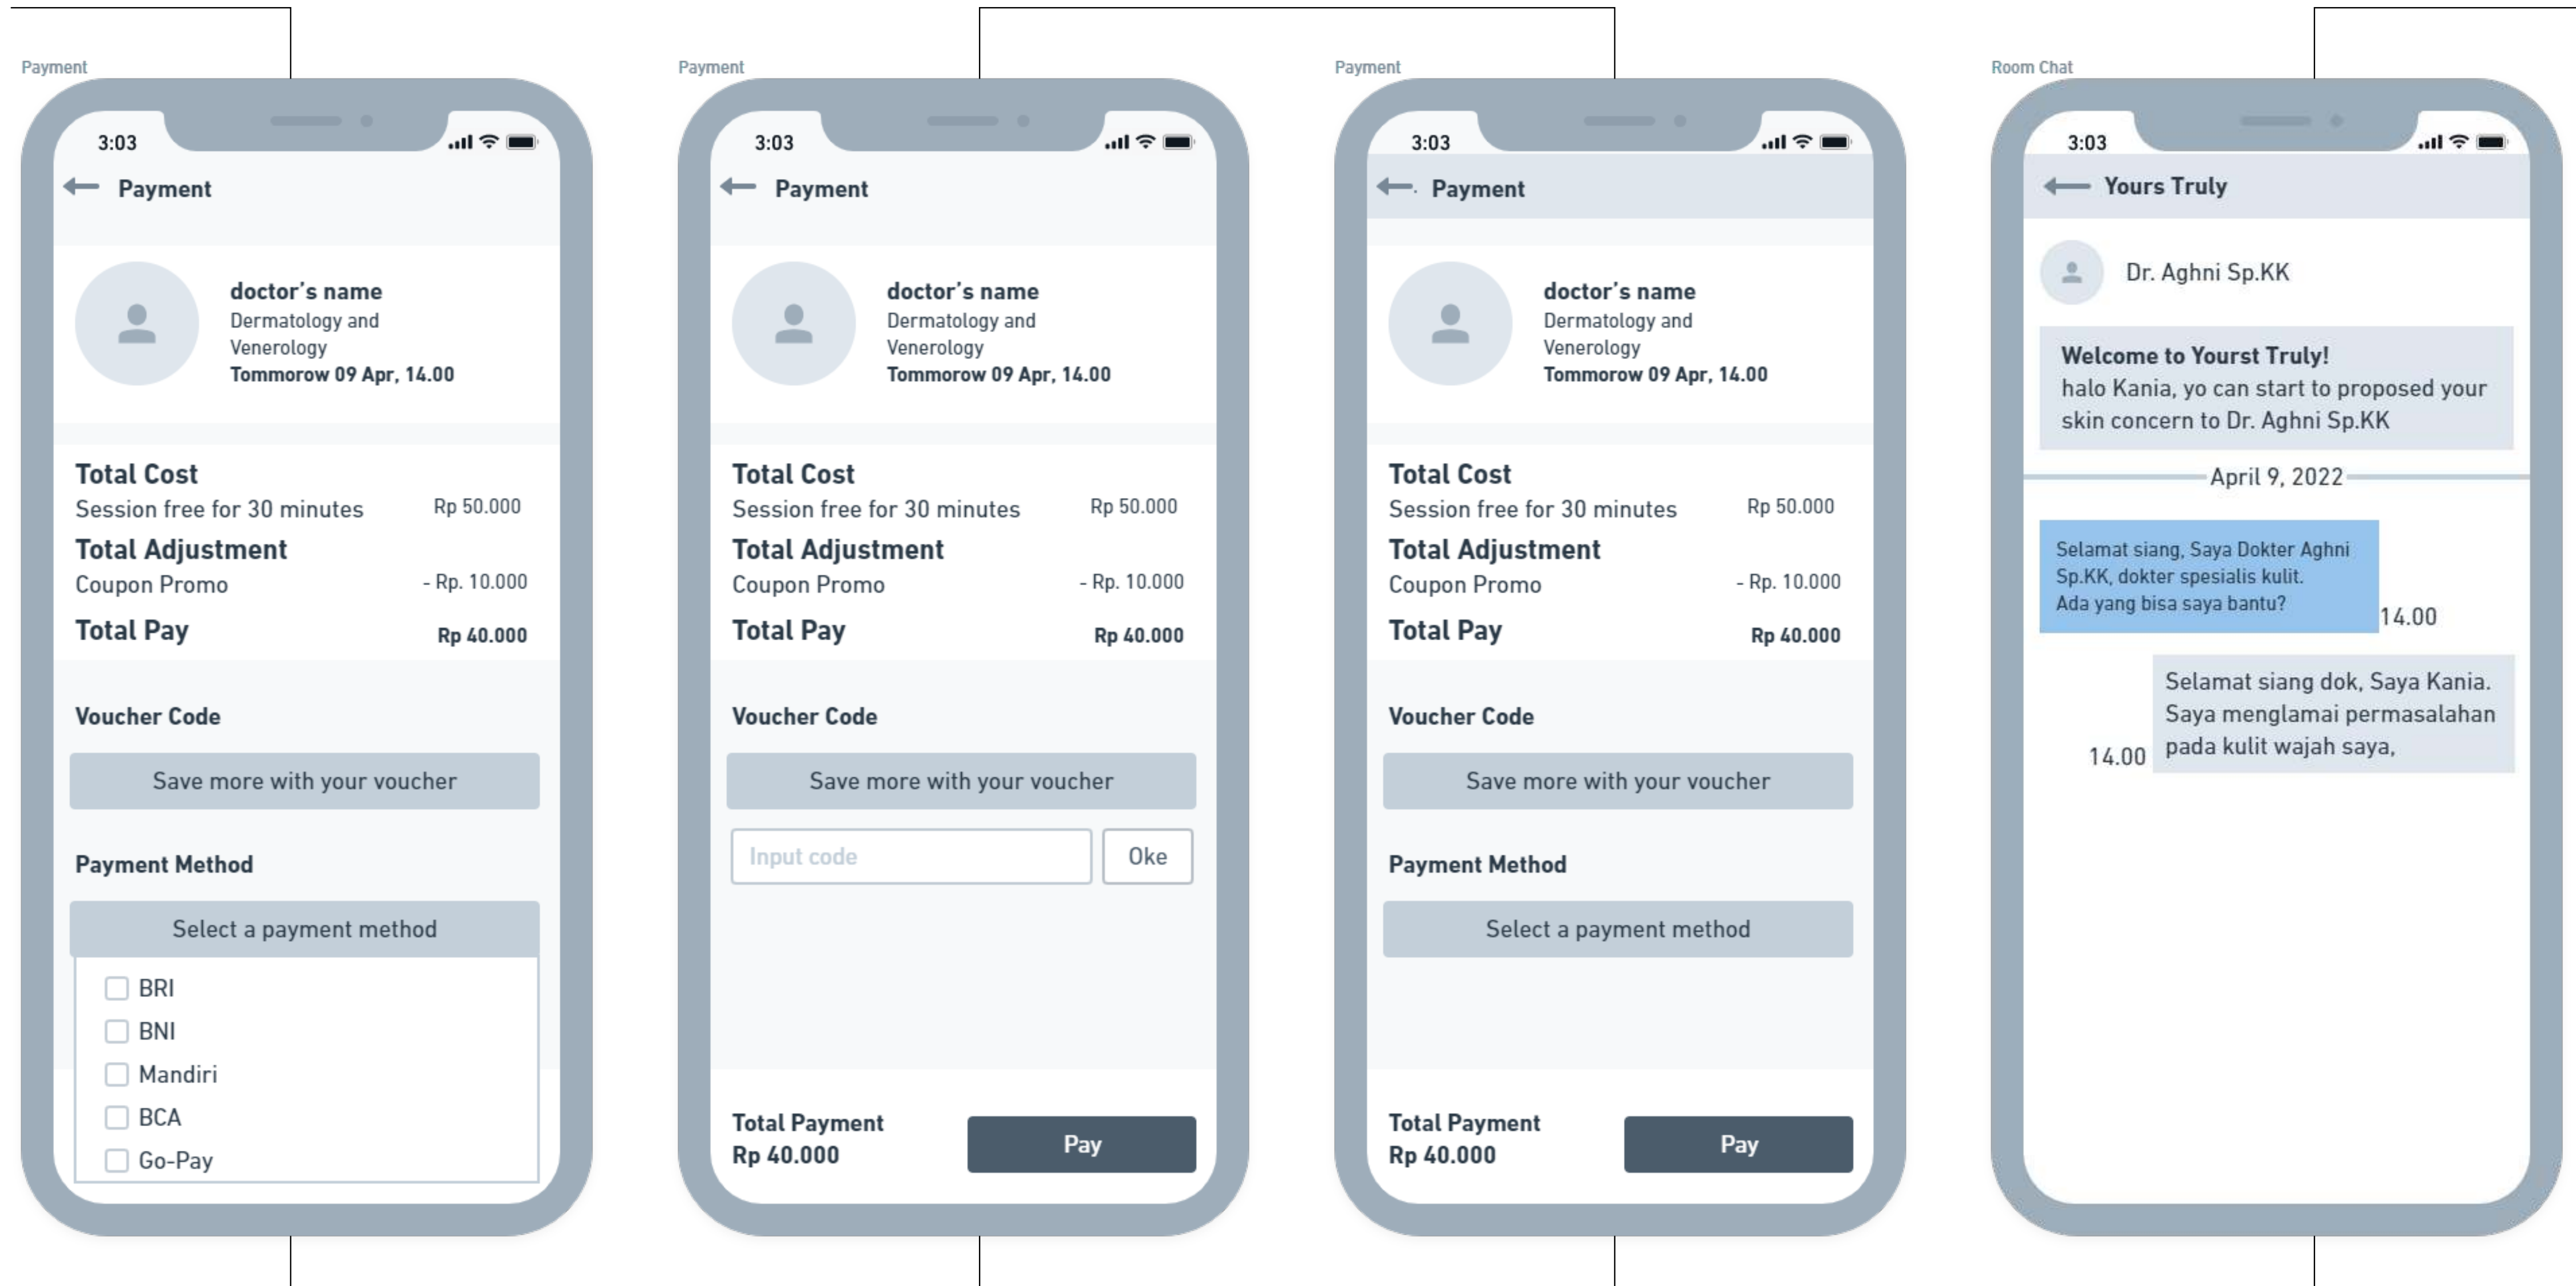 Payment
3:03
Payment
doctor's name
Dermatology and
Venerology
Tommorow 09 Apr, 14.00
Total Cost
Session free for 30 minutes Rp 50.000
Total Adjustment
Coupon Promo - Rp. 10.000
Total Pay Rp 40.000
Voucher Code
Save more with your voucher
Payment Method
Select a payment method
BRI
BNI
Mandiri
BCA
Go-Pay
Payment
3:03
Payment
doctor's name
Dermatology and
Venerology
Tommorow 09 Apr, 14.00
Total Cost
Session free for 30 minutes Rp 50.000
Total Adjustment
Coupon Promo - Rp. 10.000
Total Pay Rp 40.000
Voucher Code
Save more with your voucher
Input code Oke
Total Payment
Rp 40.000
Pay
Payment
3:03
Payment
doctor's name
Dermatology and
Venerology
Tommorow 09 Apr, 14.00
Total Cost
Session free for 30 minutes Rp 50.000
Total Adjustment
Coupon Promo - Rp. 10.000
Total Pay Rp 40.000
Voucher Code
Save more with your voucher
Payment Method
Select a payment method
Total Payment
Rp 40.000
Pay
Room Chat
3:03
Yours Truly
Dr. Aghni Sp.KK
Welcome to Yourst Truly!
halo Kania, yo can start to proposed your
skin concern to Dr. Aghni Sp.KK
April 9, 2022
Selamat siang, Saya Dokter Aghni
Sp.KK, dokter spesialis kulit.
Ada yang bisa saya bantu?
14.00
Selamat siang dok, Saya Kania.
Saya menglamai permasalahan
pada kulit wajah saya,
14.00